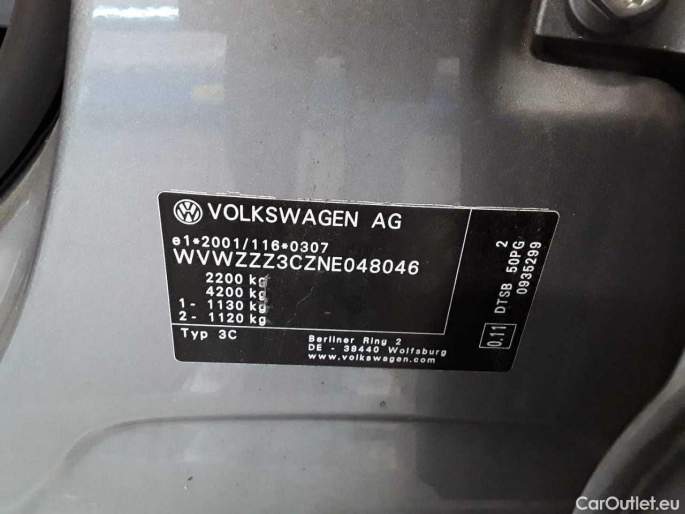 VOLKSWAGEN AG
e1*2001/116*0307
WVWZZZ3CZNE048046
2200 kg
4200 kg
1- 1130 kg
2- 1120 kg
Typ 3C
Berliner Ring 2
DE - 38440 Wolfsburg
www.volkswagen.com
2
0.11 DTSB 50PG
0935299
CarOutlet.eu